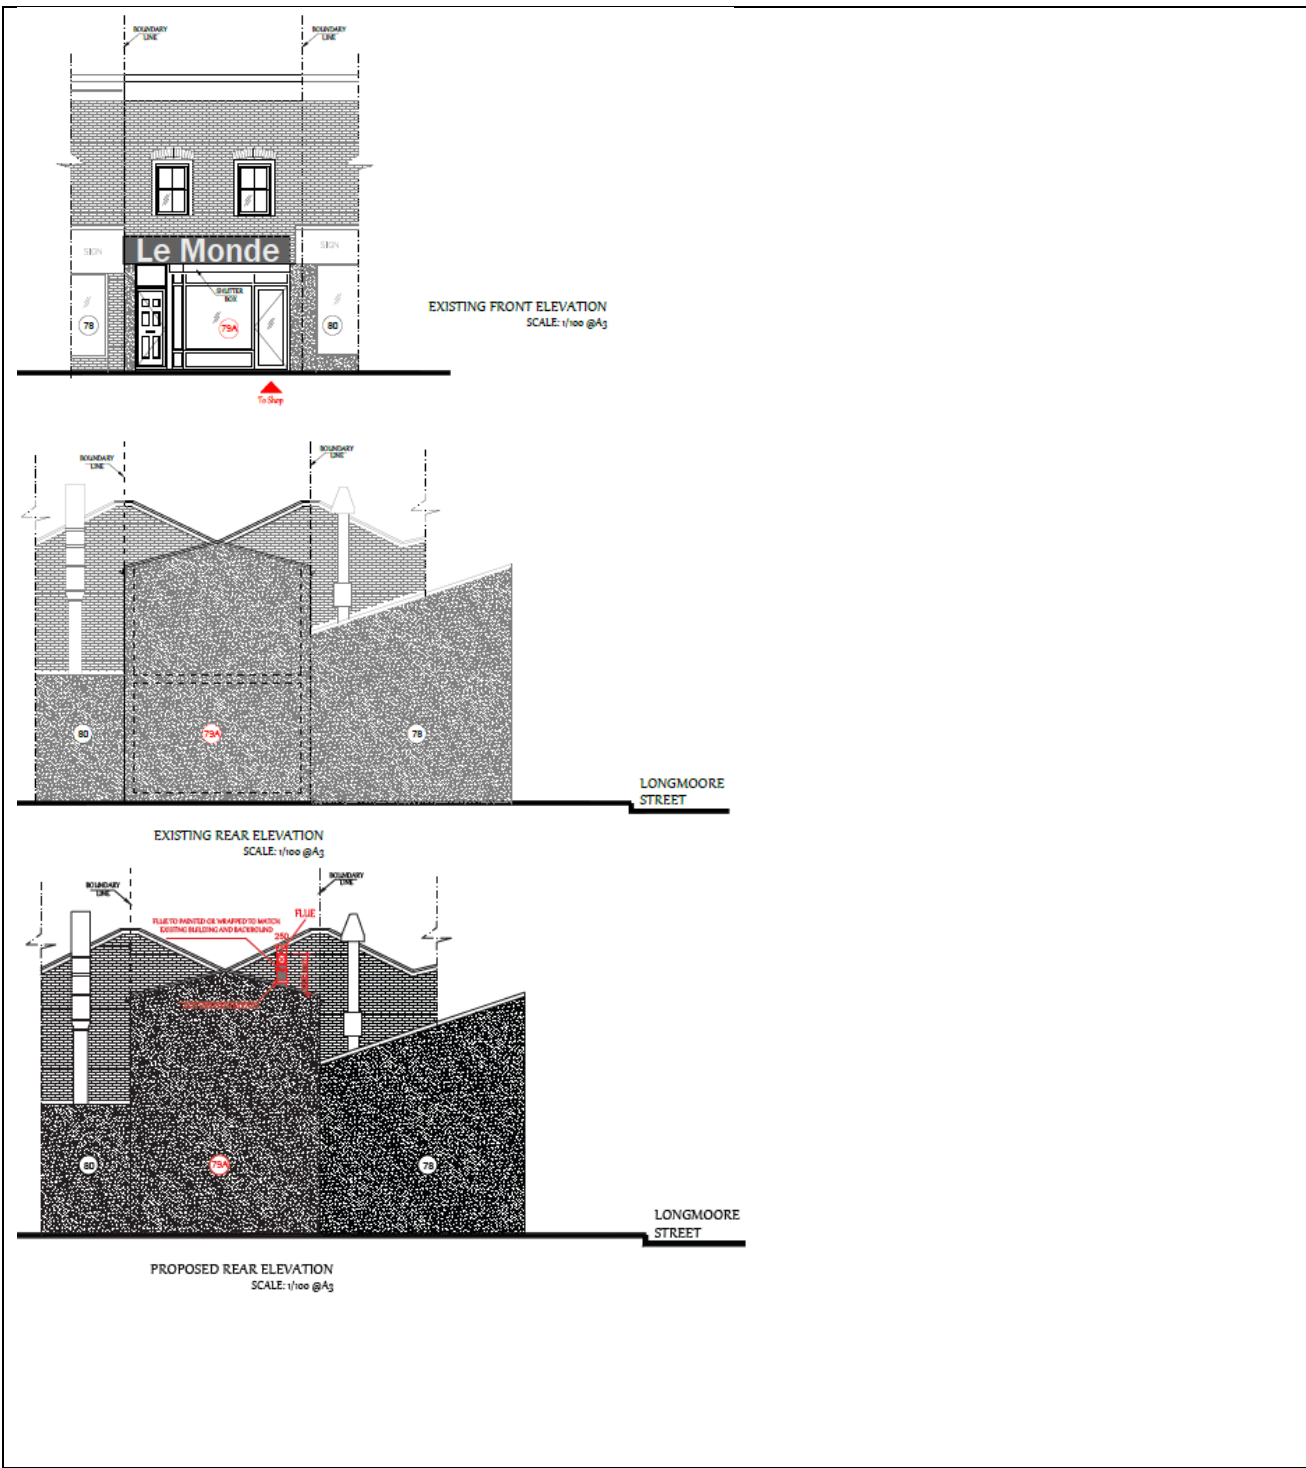 BOUNDARY
LINE
BOUNDARY
LINE
SIGN
Le Monde
SIGN
SHUTTER
BOX
78
79A
80
EXISTING FRONT ELEVATION
SCALE: 1/100 @A3
To Shop
BOUNDARY
LINE
BOUNDARY
LINE
80
79A
78
LONGMOORE
STREET
EXISTING REAR ELEVATION
SCALE: 1/100 @A3
BOUNDARY
LINE
BOUNDARY
LINE
FLUE TO PAINTED OR WRAPPED TO MATCH
EXISTING BUILDING AND BACKROUND
FLUE
250
80
79A
78
LONGMOORE
STREET
PROPOSED REAR ELEVATION
SCALE: 1/100 @A3